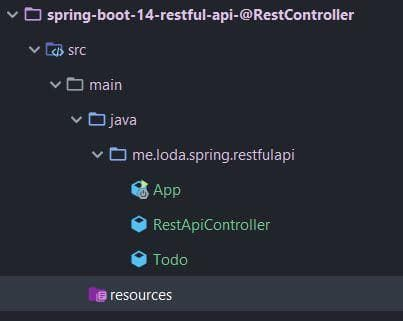 spring-boot-14-restful-api-@RestController
src
main
java
me.loda.spring.restfulapi
App
RestApiController
Todo
resources